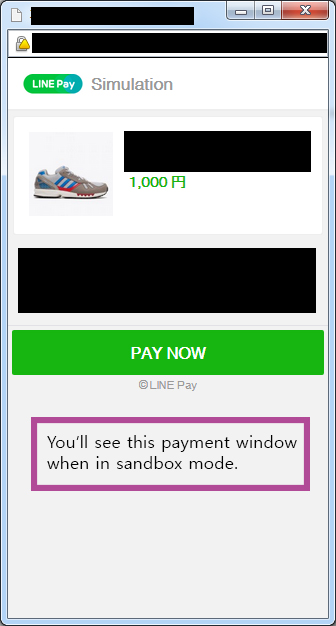 LINE Pay Simulation
1,000 円
PAY NOW
© LINE Pay
You'll see this payment window
when in sandbox mode.